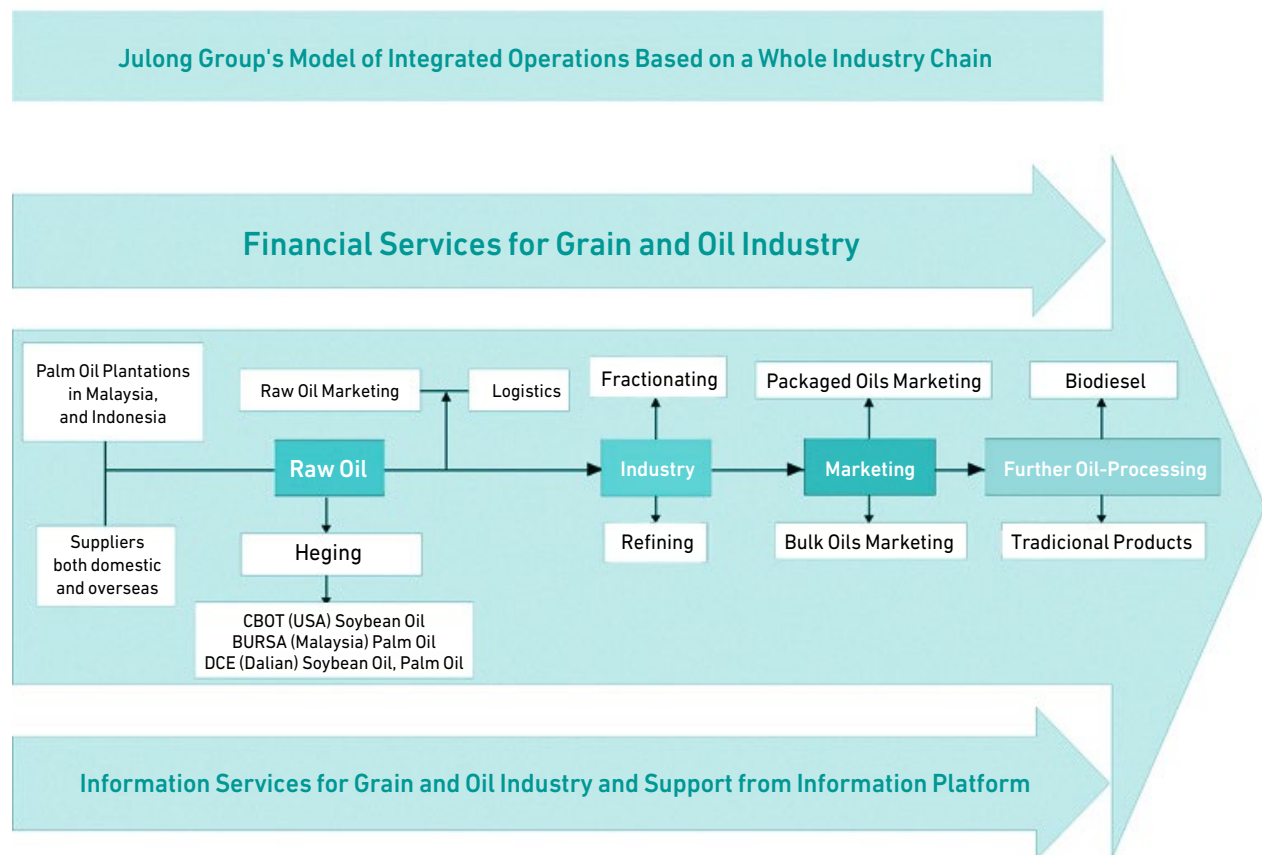 Julong Group's Model of Integrated Operations Based on a Whole Industry Chain
Financial Services for Grain and Oil Industry
Palm Oil Plantations
in Malaysia,
and Indonesia
Raw Oil Marketing
Logistics
Fractionating
Packaged Oils Marketing
Biodiesel
Raw Oil
Industry
Marketing
Further Oil-Processing
Suppliers
both domestic
and overseas
Heging
Refining
Bulk Oils Marketing
Tradicional Products
CBOT (USA) Soybean Oil
BURSA (Malaysia) Palm Oil
DCE (Dalian) Soybean Oil, Palm Oil
Information Services for Grain and Oil Industry and Support from Information Platform